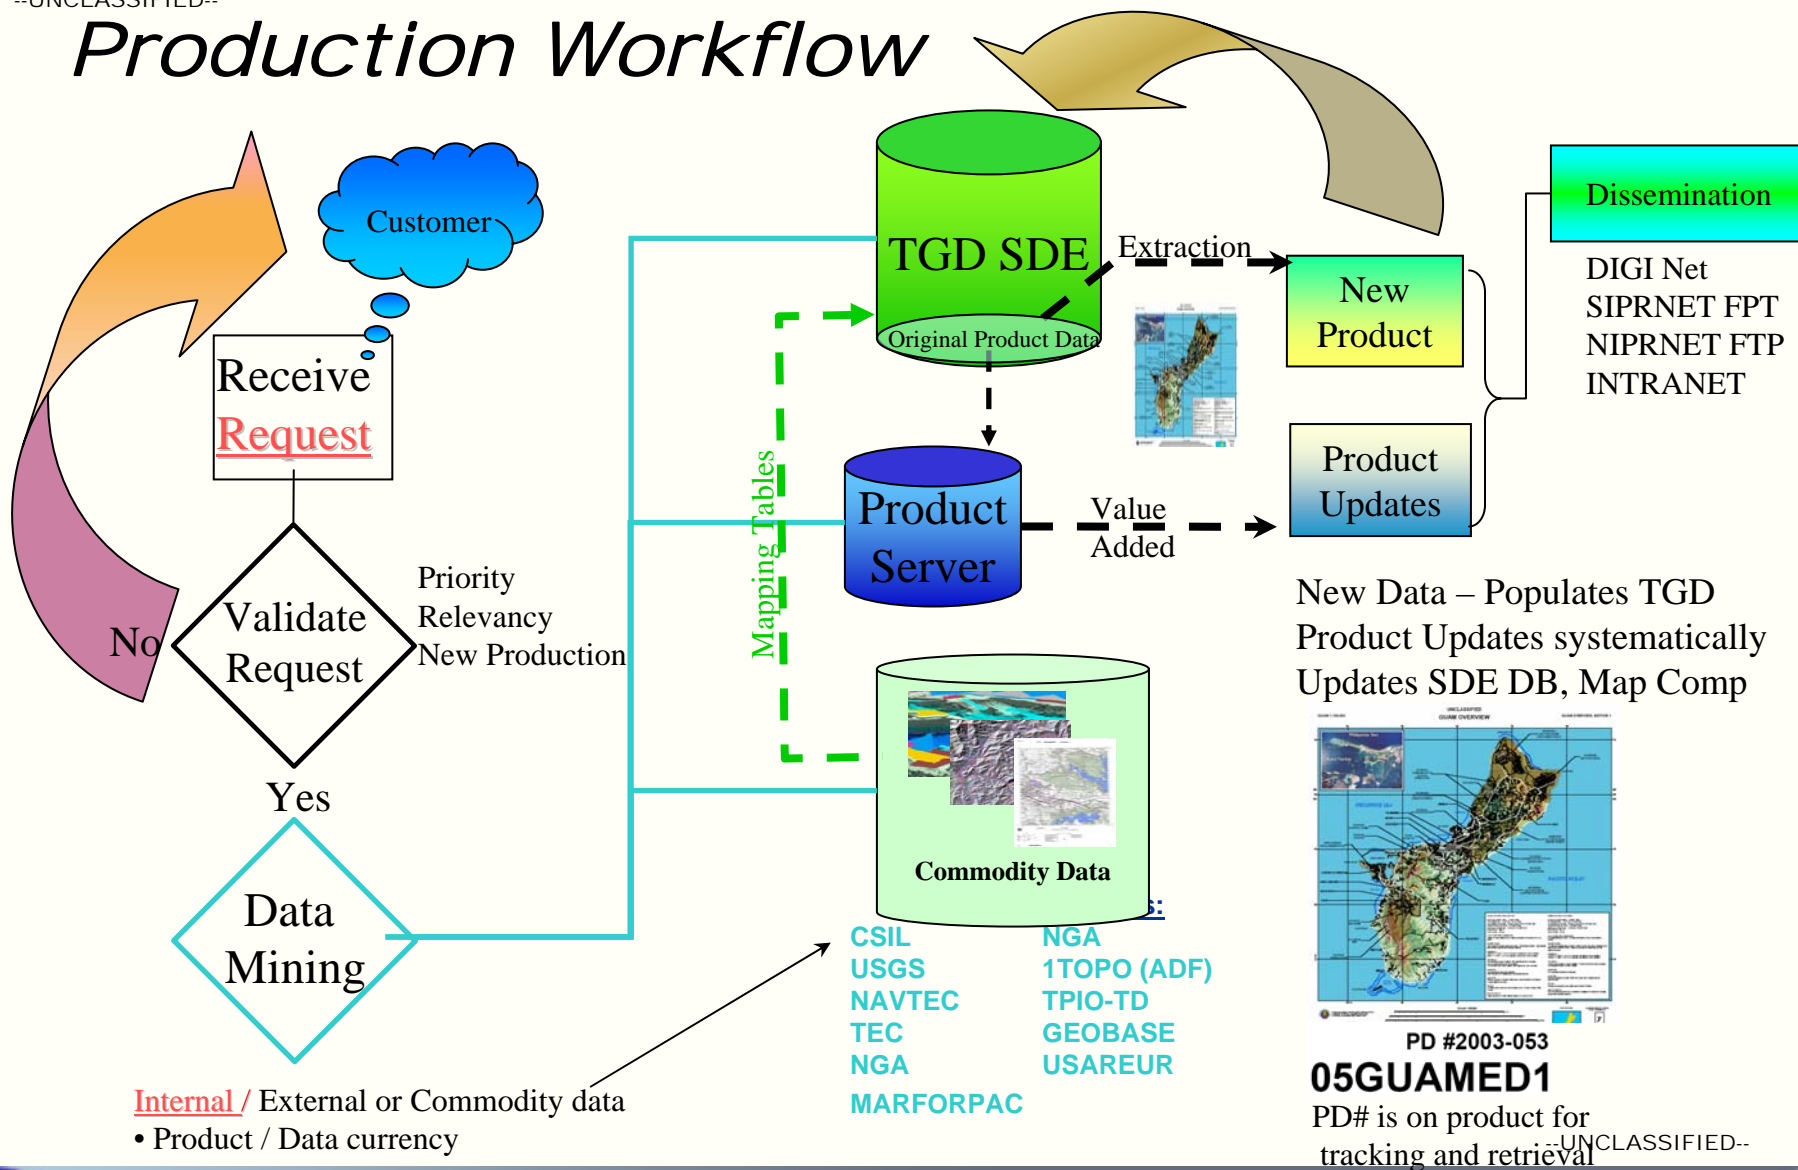 --UNCLASSIFIED--
Production Workflow
Customer
Receive
Request
Validate
Request
No
Priority
Relevancy
New Production
Yes
Data
Mining
Internal / External or Commodity data
• Product / Data currency
TGD SDE
Original Product Data
Extraction
Mapping Tables
Product
Server
Value
Added
Commodity Data
s:
CSIL NGA
USGS 1TOPO (ADF)
NAVTEC TPIO-TD
TEC GEOBASE
NGA USAREUR
MARFORPAC
New
Product
Product
Updates
Dissemination
DIGI Net
SIPRNET FPT
NIPRNET FTP
INTRANET
New Data – Populates TGD
Product Updates systematically
Updates SDE DB, Map Comp
UNCLASSIFIED
GUAM OVERVIEW
PD #2003-053
05GUAMED1
PD# is on product for
tracking and retrieval
--UNCLASSIFIED--